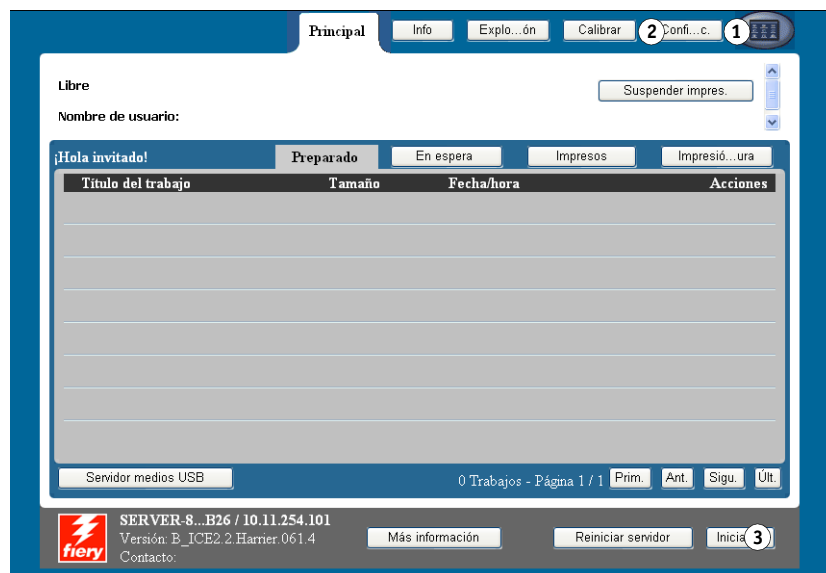 Principal Info Explo...ón Calibrar 2 Confi...c. 1
Libre Suspender impres.
Nombre de usuario:
¡Hola invitado! Preparado En espera Impresos Impresió...ura
Título del trabajo Tamaño Fecha/hora Acciones
Servidor medios USB 0 Trabajos - Página 1 / 1 Prim. Ant. Sigu. Últ.
SERVER-8...B26 / 10.11.254.101
Versión: B_ICE2.2.Harrier.061.4 Más información Reiniciar servidor Inicia 3
Contacto:
fiery